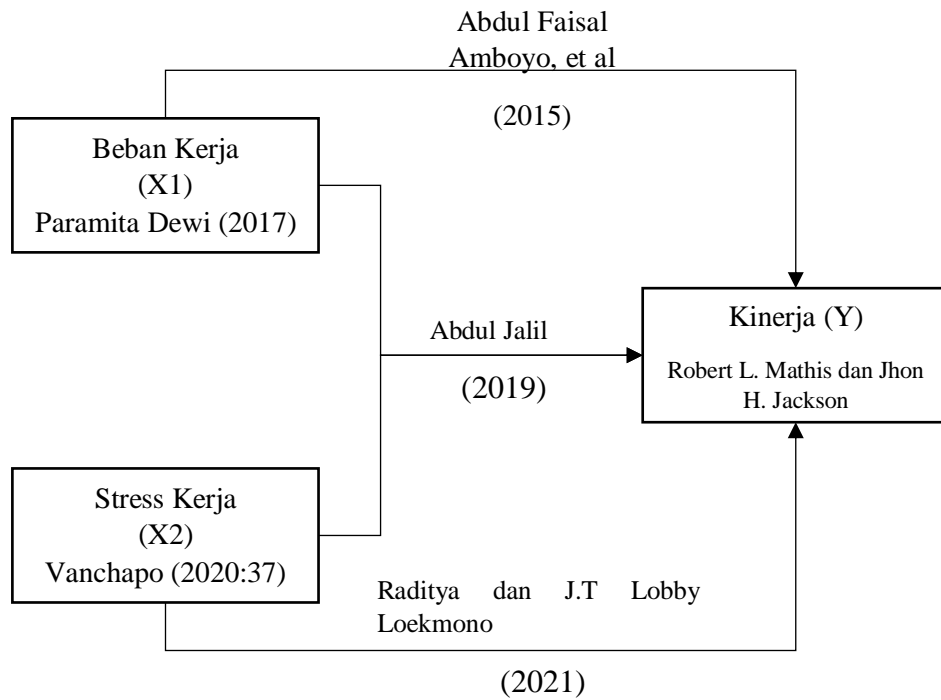 Abdul Faisal
Amboyo, et al
(2015)
Beban Kerja
(X1)
Paramita Dewi (2017)
Kinerja (Y)
Robert L. Mathis dan Jhon
H. Jackson
Abdul Jalil
(2019)
Stress Kerja
(X2)
Vanchapo (2020:37)
Raditya dan J.T Lobby
Loekmono
(2021)